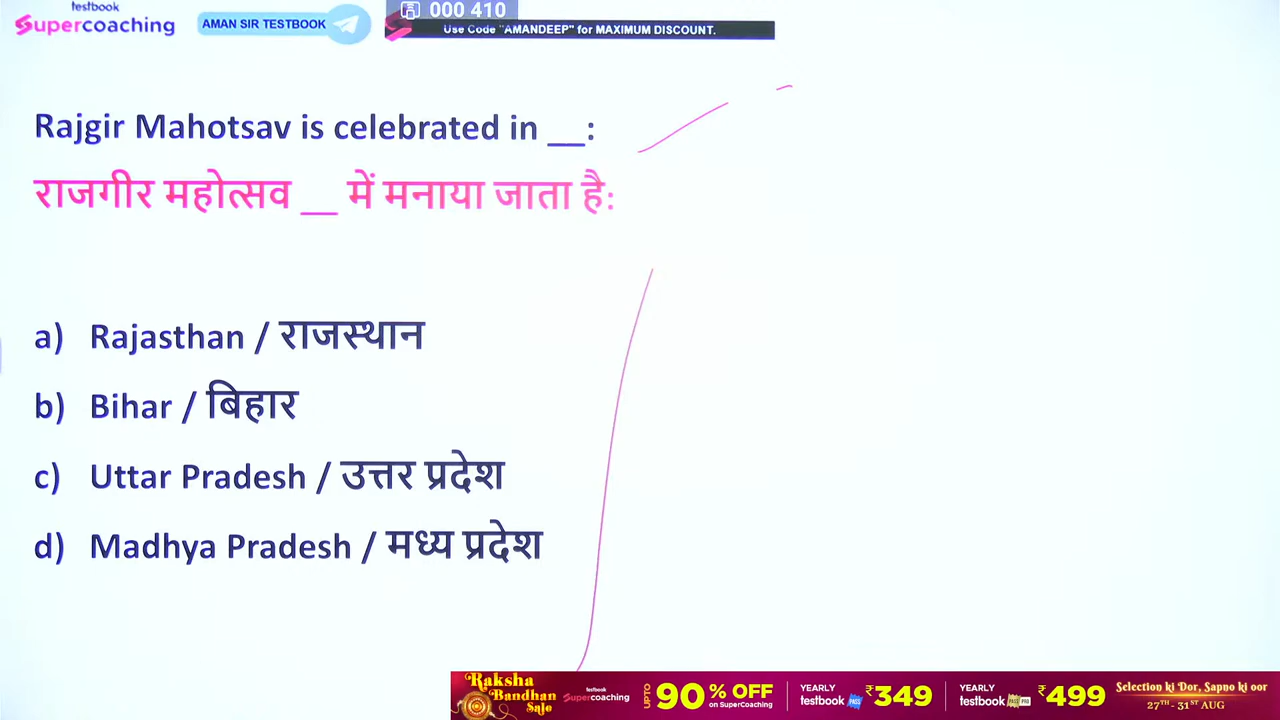 testbook
Supercoaching
AMAN SIR TESTBOOK
000 410
Use Code "AMANDEEP" for MAXIMUM DISCOUNT.
Rajgir Mahotsav is celebrated in __:
राजगीर महोत्सव __ में मनाया जाता है:
a) Rajasthan / राजस्थान
b) Bihar / बिहार
c) Uttar Pradesh / उत्तर प्रदेश
d) Madhya Pradesh / मध्य प्रदेश
Raksha Bandhan Sale
testbook Supercoaching
UPTO 90% OFF on SuperCoaching
YEARLY testbook PASS ₹349
YEARLY testbook PASS PRO ₹499
Selection ki Dor, Sapno ki oor
27TH - 31ST AUG